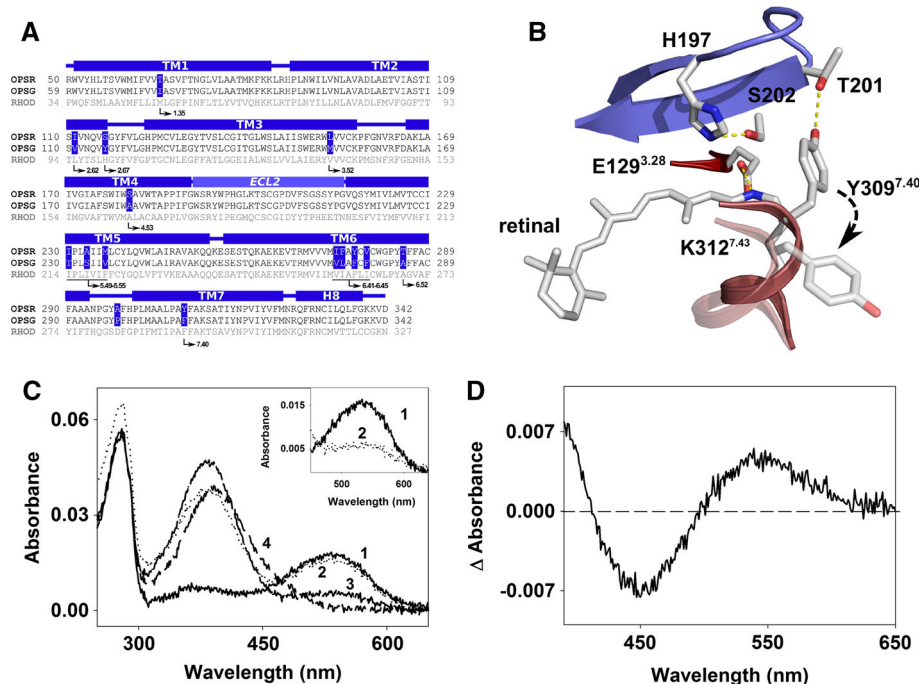 A
TM1 TM2
OPSR 50 RWVYHLTSVWMIFVVTASVFTNGLVLAATMKFKKLRHPLNWILVNLAVADLAETVIASTI 109
OPSG 50 RWVYHLTSVWMIFVVIASVFTNGLVLAATMKFKKLRHPLNWILVNLAVADLAETVIASTI 109
RHOD 34 PWQFSMLAAYMFLLIMLGFPINFLTLYVTVQHKKLRTPLNYILLNLAVADLFMVFGGFTT 93
1.35
TM3
OPSR 110 SIVNQVSGYFVLGHPMCVLEGYTVSLCGITGLWSLAIISWERWLVVCKPFGNVRFDAKLA 169
OPSG 110 SVVNQVYGYFVLGHPMCVLEGYTVSLCGITGLWSLAIISWERWMVVCKPFGNVRFDAKLA 169
RHOD 94 TLYTSLHGYFVFGPTGCNLEGFFATLGGEIALWSLVVLAIERYVVVCKPMSNFRFGENHA 153
2.62 2.67 3.52
TM4 ECL2
OPSR 170 IVGIAFSWIWSAVWTAPPIFGWSRYWPHGLKTSCGPDVFSGSSYPGVQSYMIVLMVTCCI 229
OPSG 170 IVGIAFSWIWAAVWTAPPIFGWSRYWPHGLKTSCGPDVFSGSSYPGVQSYMIVLMVTCCI 229
RHOD 154 IMGVAFTWVMALACAAPPLVGWSRYIPEGMQCSCGIDYYTPHEETNNESFVIYMFVVHFI 213
4.53
TM5 TM6
OPSR 230 IPLAIIMLCYLQVWLAIRAVAKQQKESESTQKAEKEVTRMVVVMIFAYCVCWGPYTFFAC 289
OPSG 230 TPLSIIVLCYLQVWLAIRAVAKQQKESESTQKAEKEVTRMVVVMVLAFCFCWGPYAFFAC 289
RHOD 214 IPLIVIFFCYGQLVFTVKEAAAQQQESATTQKAEKEVTRMVIIMVIAFLICWLPYAGVAF 273
5.49-5.55 6.41-6.45 6.52
TM7 H8
OPSR 290 FAAANPGYAFHPLMAALPAYFAKSATIYNPVIYVFMNRQFRNCILQLFGKKVD 342
OPSG 290 FAAANPGYPFHPLMAALPAFFAKSATIYNPVIYVFMNRQFRNCILQLFGKKVD 342
RHOD 274 YIFTHQGSDFGPIFMTIPAFFAKTSAVYNPVIYIMMNKQFRNCMVTTLCCGKN 327
7.40
B
H197
S202
T201
E129 3.28
Y309 7.40
retinal
K312 7.43
C
0.06
0.03
0.00
Absorbance
300 450 600
Wavelength (nm)
1
2
3
4
0.015
0.005
Absorbance
500 600
Wavelength (nm)
1
2
D
0.007
0.000
-0.007
Δ Absorbance
450 550 650
Wavelength (nm)